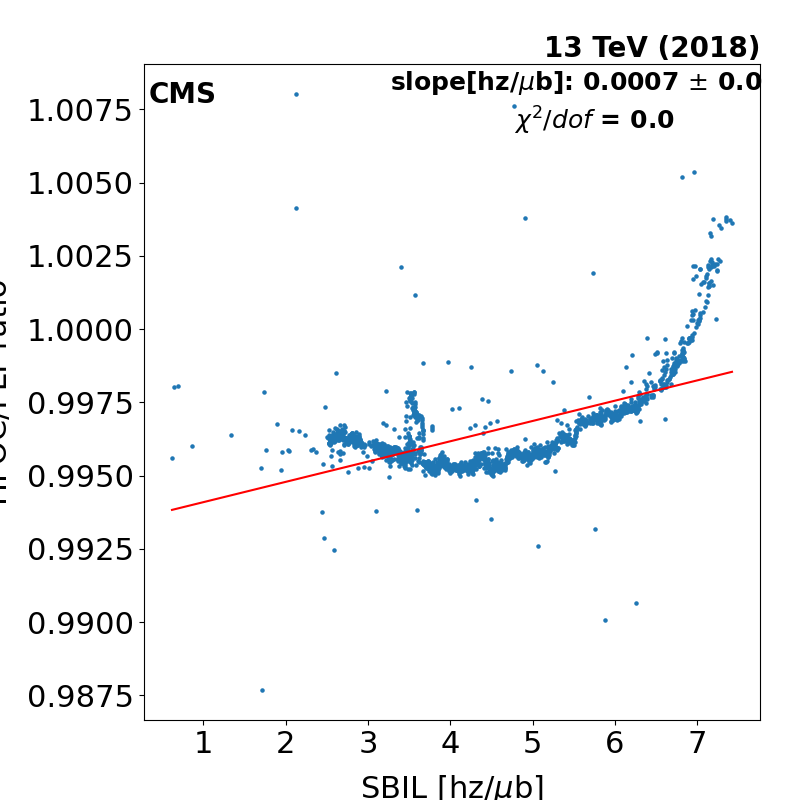 13 TeV (2018)
CMS
slope[hz/μb]: 0.0007 ± 0.0
χ²/dof = 0.0
1.0075
1.0050
1.0025
1.0000
0.9975
0.9950
0.9925
0.9900
0.9875
1 2 3 4 5 6 7
SBIL [hz/μb]